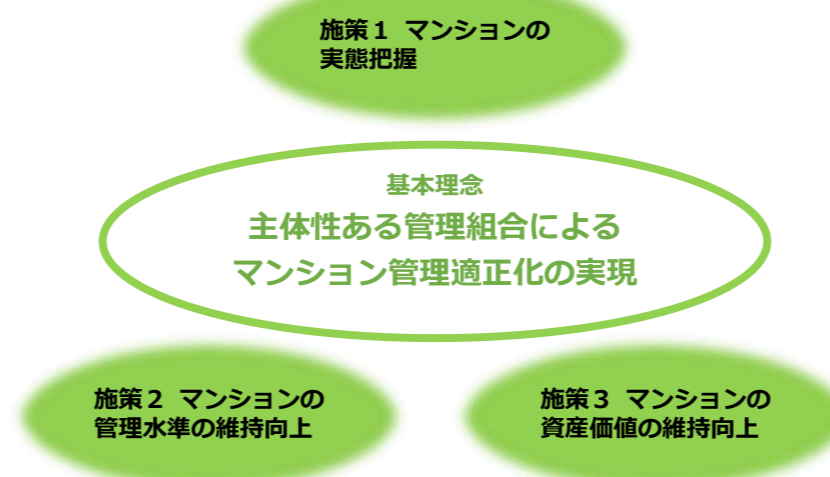 施策１ マンションの
実態把握
基本理念
主体性ある管理組合による
マンション管理適正化の実現
施策２ マンションの
管理水準の維持向上
施策３ マンションの
資産価値の維持向上